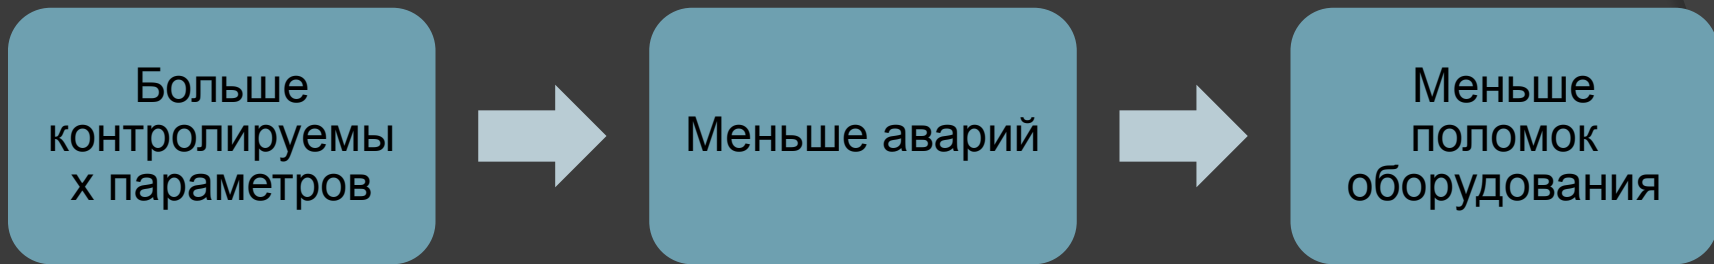 Больше
контролируемы
х параметров
Меньше аварий
Меньше
поломок
оборудования